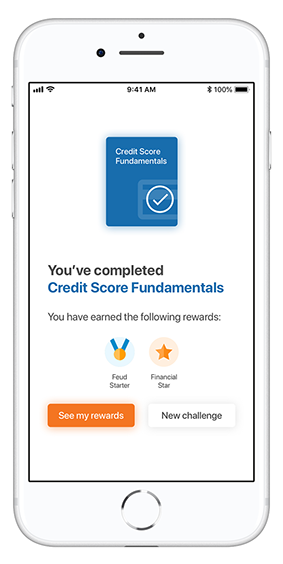 9:41 AM
100%
Credit Score
Fundamentals
You've completed
Credit Score Fundamentals
You have earned the following rewards:
Feud
Starter
Financial
Star
See my rewards
New challenge